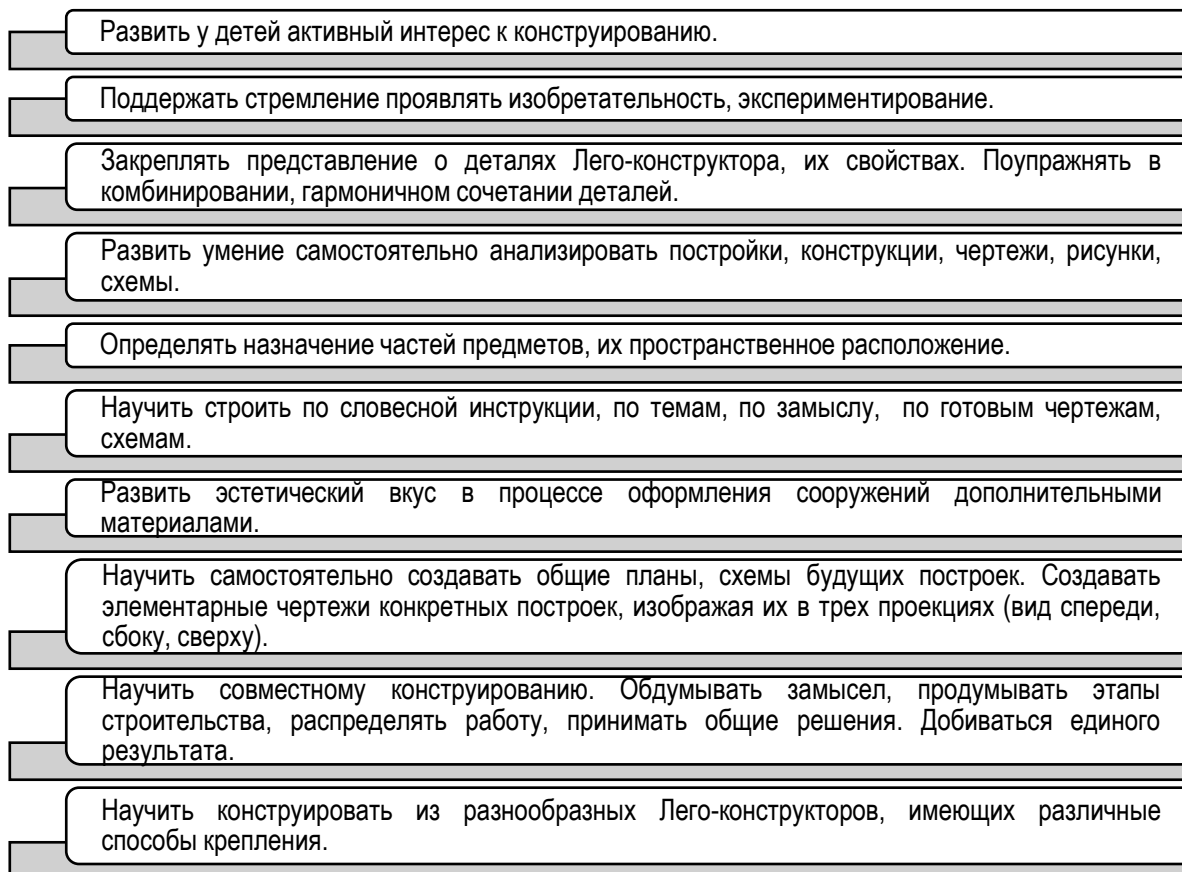 Развить у детей активный интерес к конструированию.
Поддержать стремление проявлять изобретательность, экспериментирование.
Закреплять представление о деталях Лего-конструктора, их свойствах. Поупражнять в
комбинировании, гармоничном сочетании деталей.
Развить умение самостоятельно анализировать постройки, конструкции, чертежи, рисунки,
схемы.
Определять назначение частей предметов, их пространственное расположение.
Научить строить по словесной инструкции, по темам, по замыслу, по готовым чертежам,
схемам.
Развить эстетический вкус в процессе оформления сооружений дополнительными
материалами.
Научить самостоятельно создавать общие планы, схемы будущих построек. Создавать
элементарные чертежи конкретных построек, изображая их в трех проекциях (вид спереди,
сбоку, сверху).
Научить совместному конструированию. Обдумывать замысел, продумывать этапы
строительства, распределять работу, принимать общие решения. Добиваться единого
результата.
Научить конструировать из разнообразных Лего-конструкторов, имеющих различные
способы крепления.